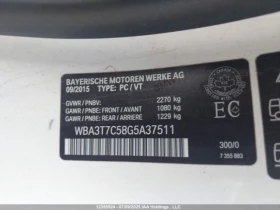 BAYERISCHE MOTOREN WERKE AG
09/2015 TYPE: PC / VT
GVWR / PNBV: 2270 kg
GAWR / PNBE: FRONT / AVANT 1080 kg
GAWR / PNBE: REAR / ARRIERE 1229 kg
EC
WBA3T7C58G5A37511
300/0
7 355 883